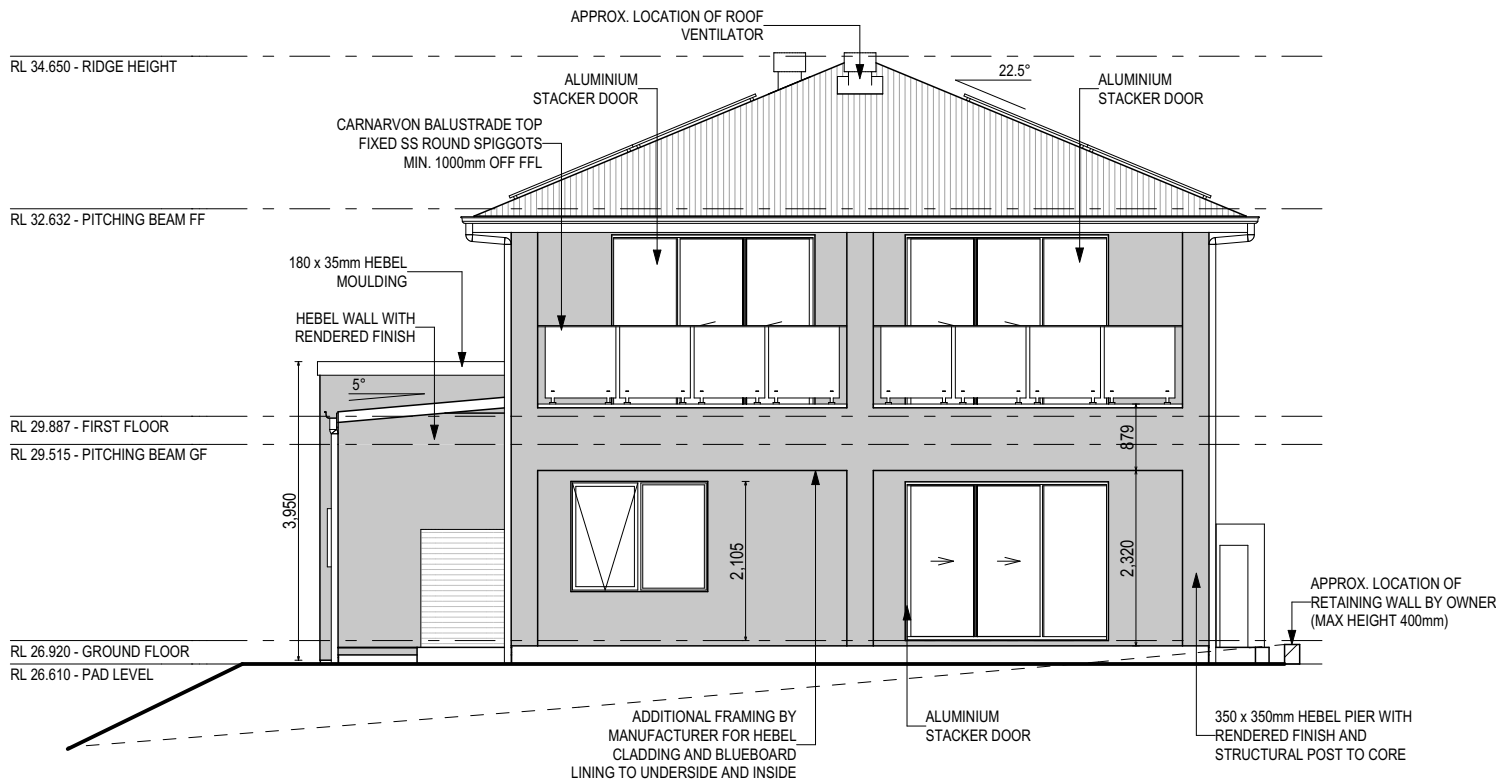 APPROX. LOCATION OF ROOF
VENTILATOR
RL 34.650 - RIDGE HEIGHT
ALUMINIUM
STACKER DOOR
22.5°
ALUMINIUM
STACKER DOOR
CARNARVON BALUSTRADE TOP
FIXED SS ROUND SPIGGOTS
MIN. 1000mm OFF FFL
RL 32.632 - PITCHING BEAM FF
180 x 35mm HEBEL
MOULDING
HEBEL WALL WITH
RENDERED FINISH
5°
RL 29.887 - FIRST FLOOR
RL 29.515 - PITCHING BEAM GF
879
3,950
2,105
2,320
APPROX. LOCATION OF
RETAINING WALL BY OWNER
(MAX HEIGHT 400mm)
RL 26.920 - GROUND FLOOR
RL 26.610 - PAD LEVEL
ADDITIONAL FRAMING BY
MANUFACTURER FOR HEBEL
CLADDING AND BLUEBOARD
LINING TO UNDERSIDE AND INSIDE
ALUMINIUM
STACKER DOOR
350 x 350mm HEBEL PIER WITH
RENDERED FINISH AND
STRUCTURAL POST TO CORE